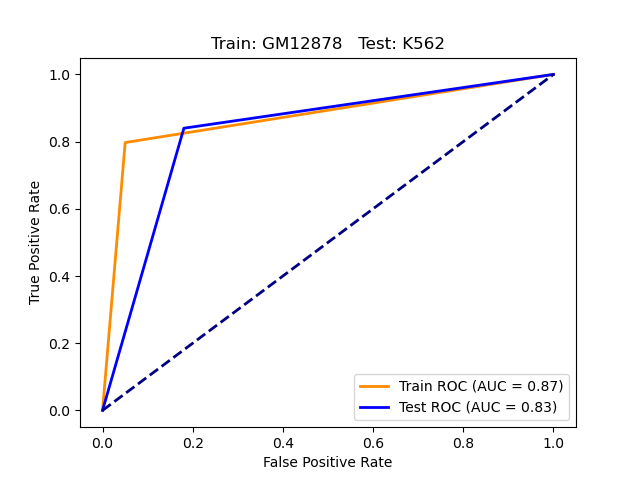 Train: GM12878   Test: K562
1.0
0.8
0.6
0.4
0.2
0.0
True Positive Rate
0.0 0.2 0.4 0.6 0.8 1.0
False Positive Rate
Train ROC (AUC = 0.87)
Test ROC (AUC = 0.83)